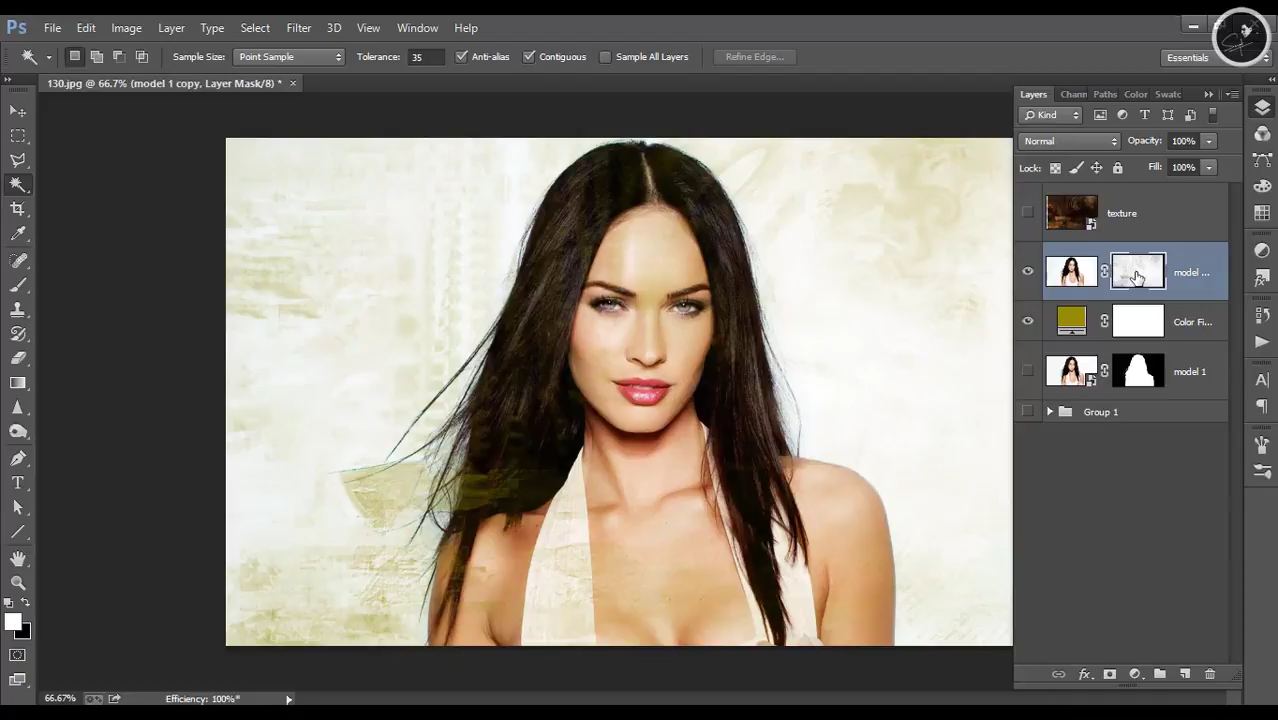 Ps File Edit Image Layer Type Select Filter 3D View Window Help
Sample Size: Point Sample Tolerance: 35 Anti-alias Contiguous Sample All Layers Refine Edge... Essentials
130.jpg @ 66.7% (model 1 copy, Layer Mask/8) * ×
Layers Chann Paths Color Swatc
Kind T
Normal Opacity: 100%
Lock: Fill: 100%
texture
model ...
Color Fi...
model 1
Group 1
A
T
fx
66.67% Efficiency: 100%*